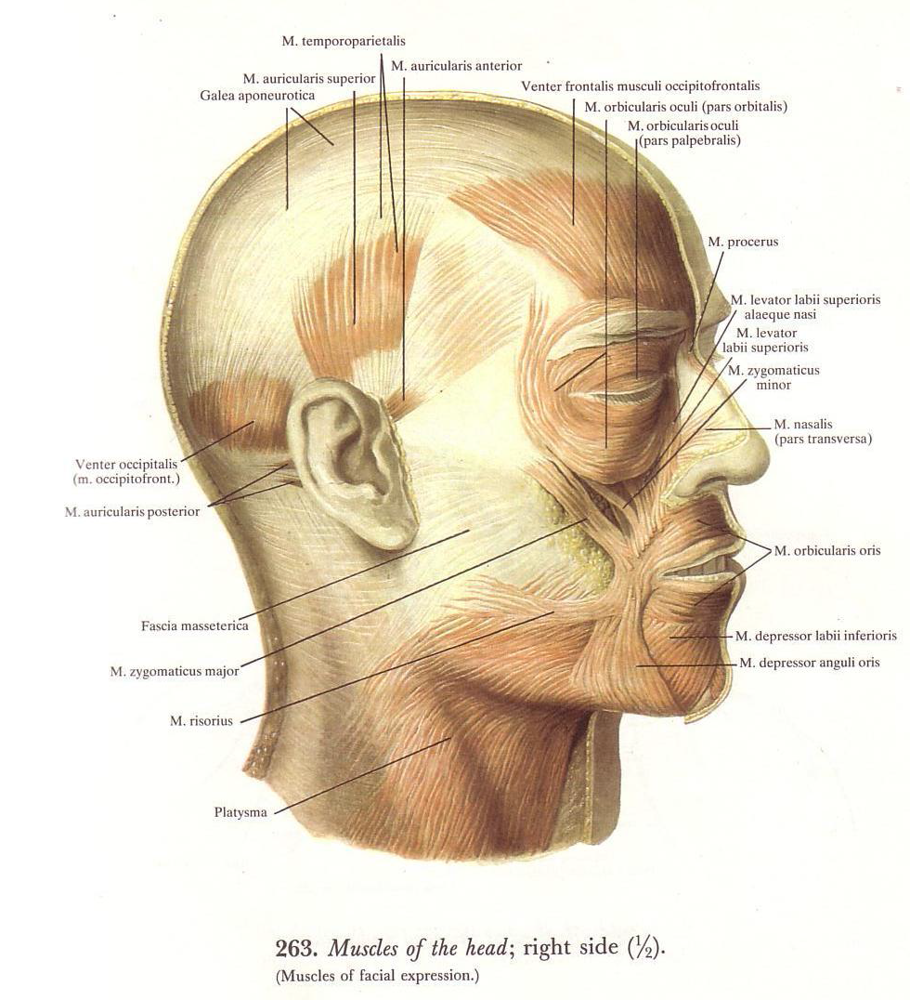 M. temporoparietalis
M. auricularis anterior
M. auricularis superior
Galea aponeurotica
Venter frontalis musculi occipitofrontalis
M. orbicularis oculi (pars orbitalis)
M. orbicularis oculi
(pars palpebralis)
M. procerus
M. levator labii superioris
alaeque nasi
M. levator
labii superioris
M. zygomaticus
minor
M. nasalis
(pars transversa)
Venter occipitalis
(m. occipitofront.)
M. auricularis posterior
M. orbicularis oris
Fascia masseterica
M. depressor labii inferioris
M. depressor anguli oris
M. zygomaticus major
M. risorius
Platysma
263. Muscles of the head; right side (½).
(Muscles of facial expression.)